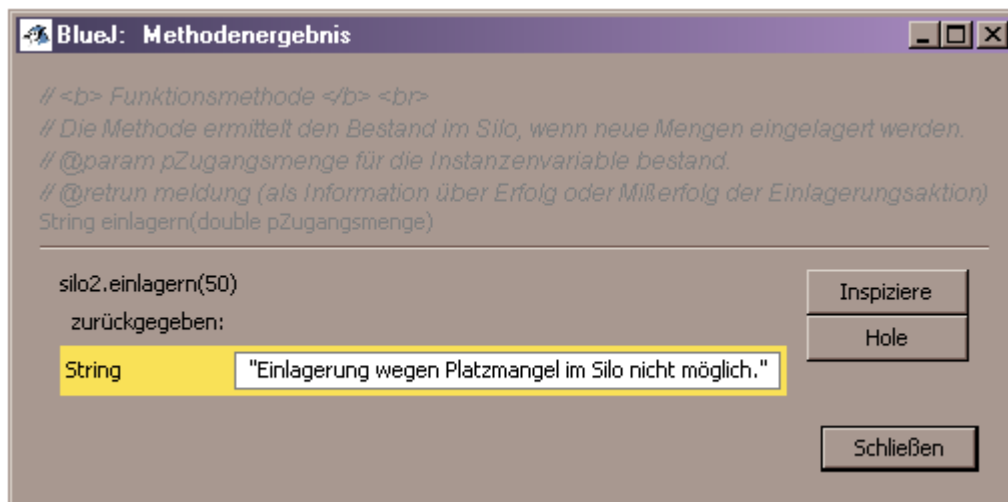 BlueJ: Methodenergebnis
// <b> Funktionsmethode </b> <br>
// Die Methode ermittelt den Bestand im Silo, wenn neue Mengen eingelagert werden.
// @param pZugangsmenge für die Instanzenvariable bestand.
// @retrun meldung (als Information über Erfolg oder Mißerfolg der Einlagerungsaktion)
String einlagern(double pZugangsmenge)
silo2.einlagern(50)
zurückgegeben:
String "Einlagerung wegen Platzmangel im Silo nicht möglich."
Inspiziere
Hole
Schließen